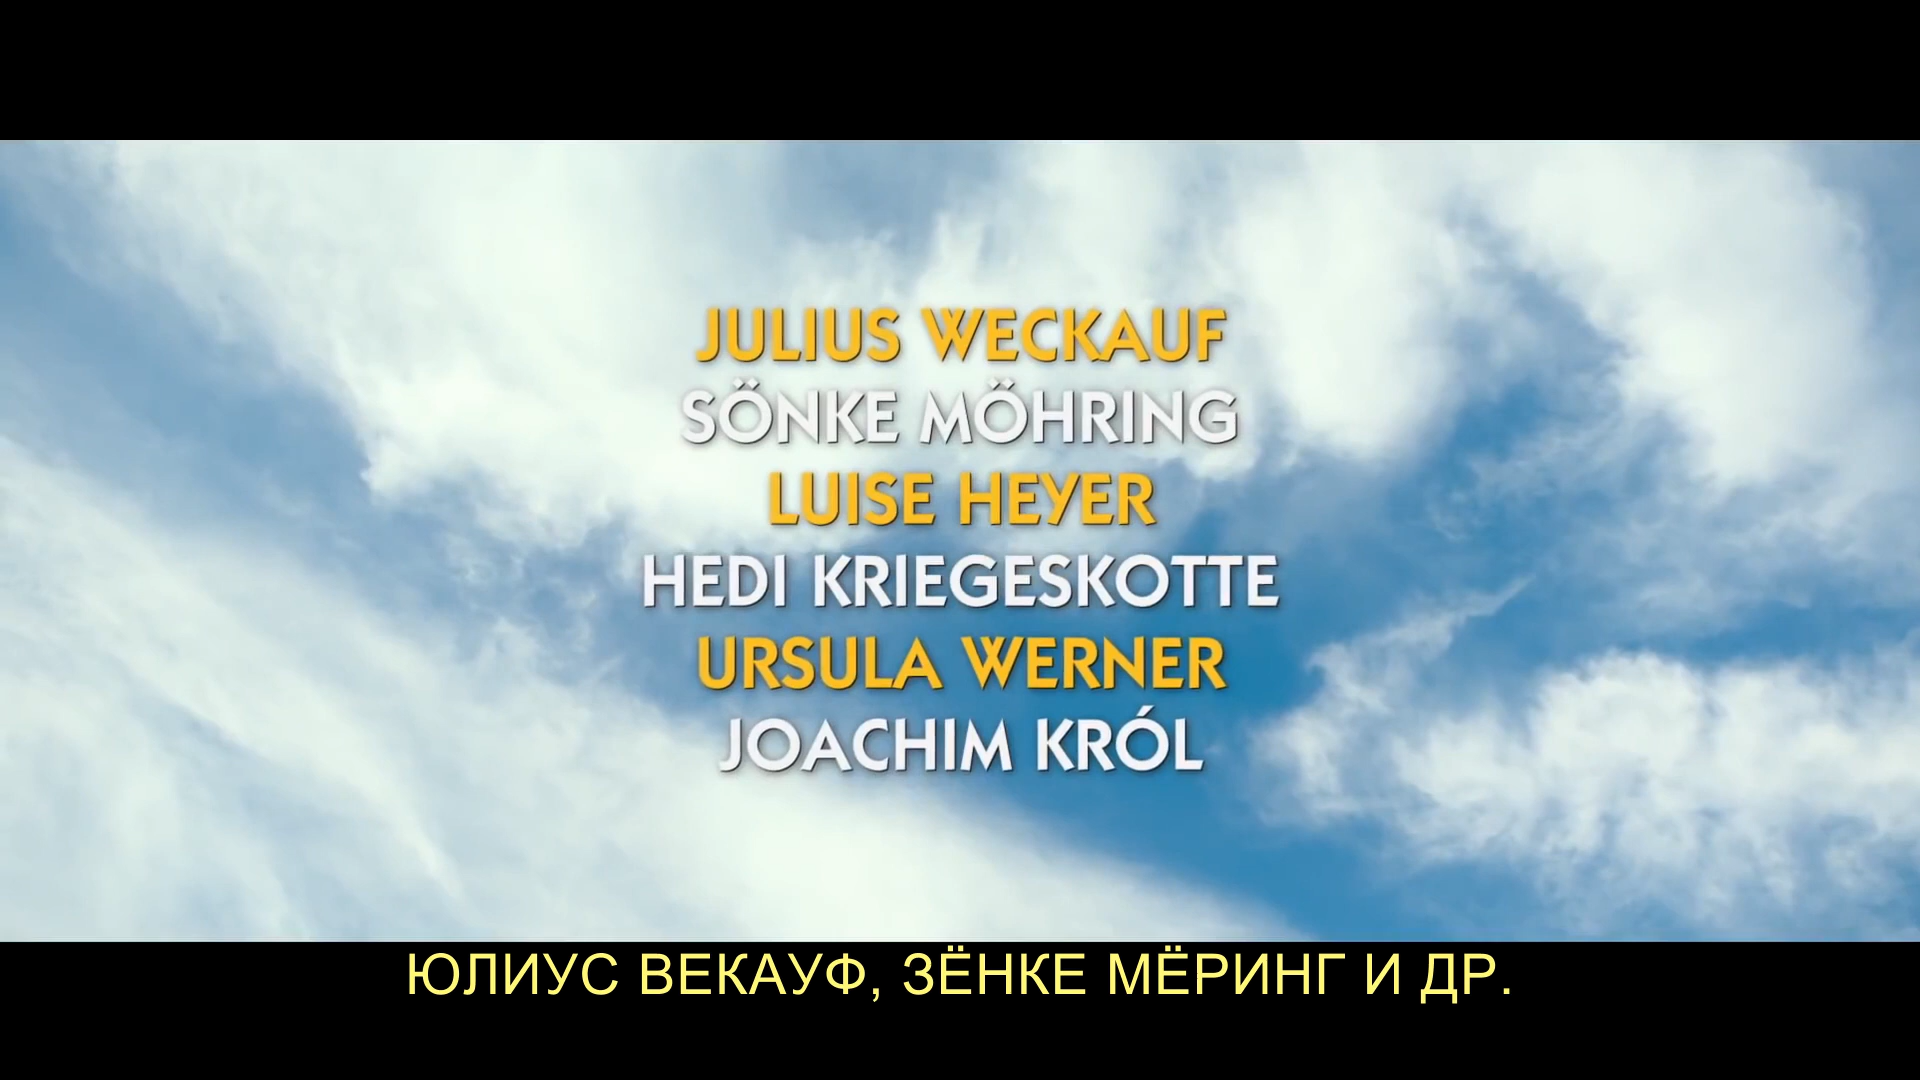 JULIUS WECKAUF
SÖNKE MÖHRING
LUISE HEYER
HEDI KRIEGESKOTTE
URSULA WERNER
JOACHIM KRÓL
ЮЛИУС ВЕКАУФ, ЗЁНКЕ МЁРИНГ И ДР.